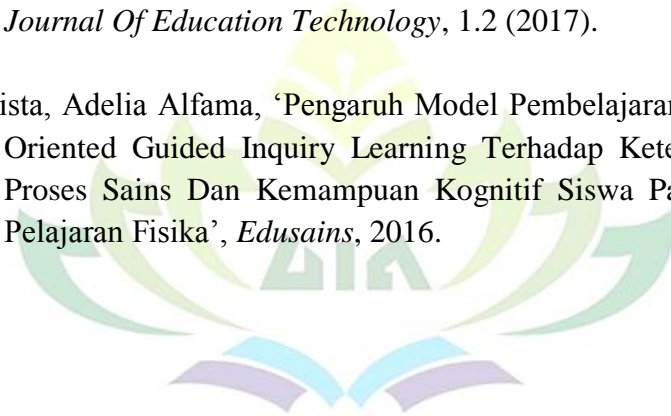 Journal Of Education Technology, 1.2 (2017).
ista, Adelia Alfama, ‘Pengaruh Model Pembelajaran
Oriented Guided Inquiry Learning Terhadap Kete
Proses Sains Dan Kemampuan Kognitif Siswa Pa
Pelajaran Fisika’, Edusains, 2016.